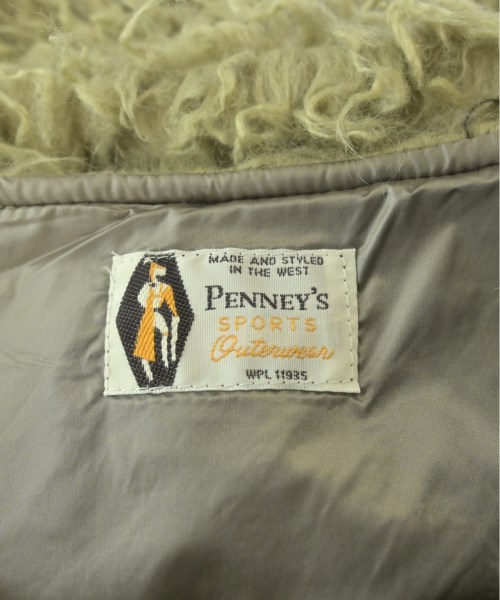 MADE AND STYLED
IN THE WEST
PENNEY'S
SPORTS
Outerwear
WPL 11935